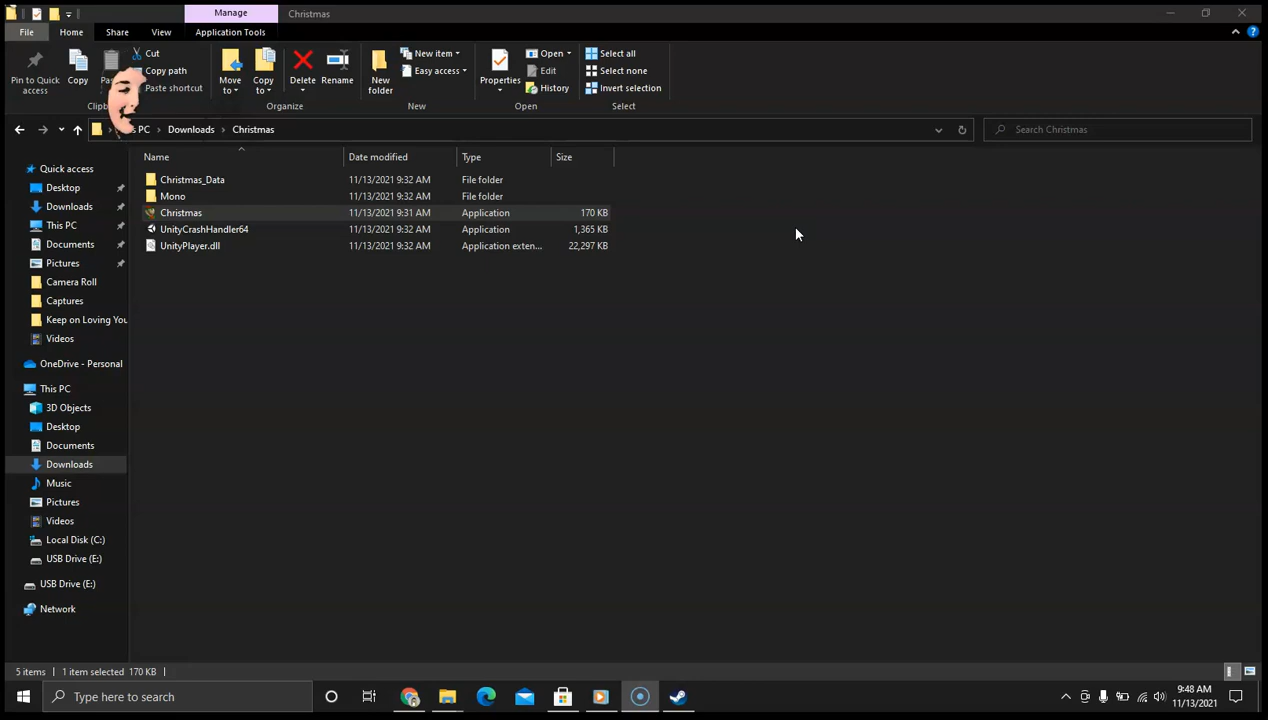 Manage
Christmas
File
Home
Share
View
Application Tools
Pin to Quick access
Copy
Cut
Copy path
Paste shortcut
Move to
Copy to
Delete
Rename
New folder
New item
Easy access
Properties
Open
Edit
History
Select all
Select none
Invert selection
Organize
New
Open
Select
PC > Downloads > Christmas
Search Christmas
Name
Date modified
Type
Size
Christmas_Data 11/13/2021 9:32 AM File folder
Mono 11/13/2021 9:32 AM File folder
Christmas 11/13/2021 9:31 AM Application 170 KB
UnityCrashHandler64 11/13/2021 9:32 AM Application 1,365 KB
UnityPlayer.dll 11/13/2021 9:32 AM Application exten... 22,297 KB
Quick access
Desktop
Downloads
This PC
Documents
Pictures
Camera Roll
Captures
Keep on Loving You
Videos
OneDrive - Personal
This PC
3D Objects
Desktop
Documents
Downloads
Music
Pictures
Videos
Local Disk (C:)
USB Drive (E:)
USB Drive (E:)
Network
5 items
1 item selected 170 KB
Type here to search
9:48 AM
11/13/2021